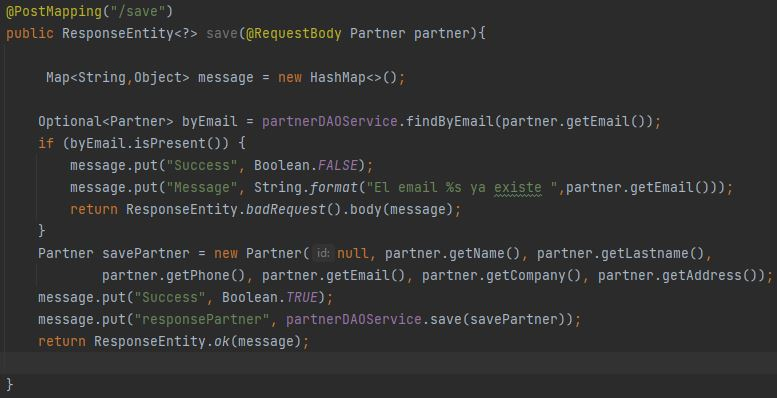 @PostMapping("/save")
public ResponseEntity<?> save(@RequestBody Partner partner){
Map<String,Object> message = new HashMap<>();
Optional<Partner> byEmail = partnerDAOService.findByEmail(partner.getEmail());
if (byEmail.isPresent()) {
message.put("Success", Boolean.FALSE);
message.put("Message", String.format("El email %s ya existe ",partner.getEmail()));
return ResponseEntity.badRequest().body(message);
}
Partner savePartner = new Partner( id: null, partner.getName(), partner.getLastname(),
partner.getPhone(), partner.getEmail(), partner.getCompany(), partner.getAddress());
message.put("Success", Boolean.TRUE);
message.put("responsePartner", partnerDAOService.save(savePartner));
return ResponseEntity.ok(message);
}